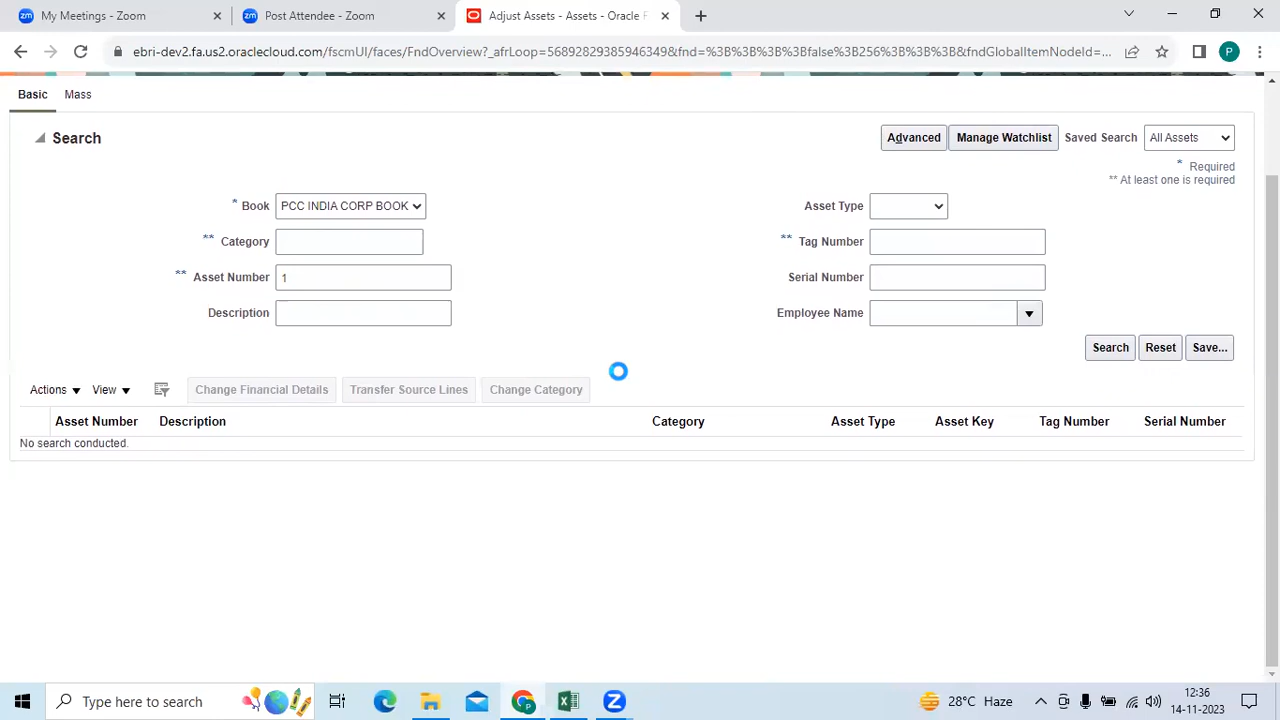 My Meetings - Zoom
Post Attendee - Zoom
Adjust Assets - Assets - Oracle F
ebri-dev2.fa.us2.oraclecloud.com/fscmUI/faces/FndOverview?_afrLoop=56892829385946349&fnd=%3B%3B%3B%3Bfalse%3B256%3B%3B%3B&fndGlobalItemNodeId=...
P
Basic
Mass
Search
Advanced
Manage Watchlist
Saved Search
All Assets
* Required
** At least one is required
* Book
PCC INDIA CORP BOOK
Asset Type
** Category
** Tag Number
** Asset Number
1
Serial Number
Description
Employee Name
Search
Reset
Save...
Actions
View
Change Financial Details
Transfer Source Lines
Change Category
Asset Number
Description
Category
Asset Type
Asset Key
Tag Number
Serial Number
No search conducted.
Type here to search
28°C Haze
2:36
14-11-2023